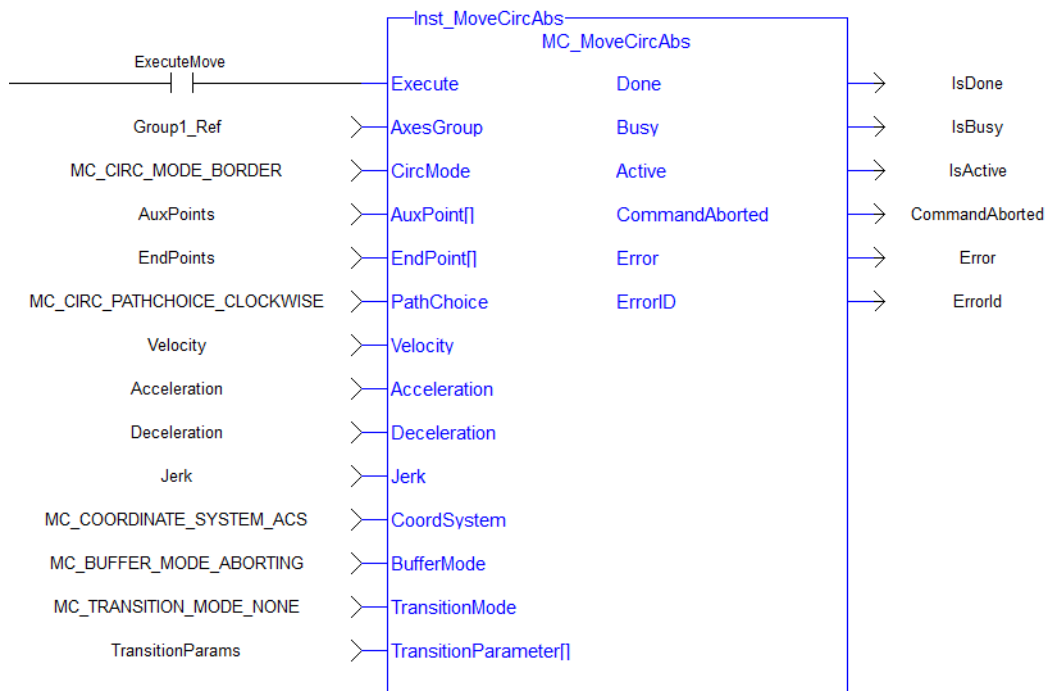 Inst_MoveCircAbs
MC_MoveCircAbs
ExecuteMove
Execute Done IsDone
Group1_Ref AxesGroup Busy IsBusy
MC_CIRC_MODE_BORDER CircMode Active IsActive
AuxPoints AuxPoint[] CommandAborted CommandAborted
EndPoints EndPoint[] Error Error
MC_CIRC_PATHCHOICE_CLOCKWISE PathChoice ErrorID ErrorId
Velocity Velocity
Acceleration Acceleration
Deceleration Deceleration
Jerk Jerk
MC_COORDINATE_SYSTEM_ACS CoordSystem
MC_BUFFER_MODE_ABORTING BufferMode
MC_TRANSITION_MODE_NONE TransitionMode
TransitionParams TransitionParameter[]